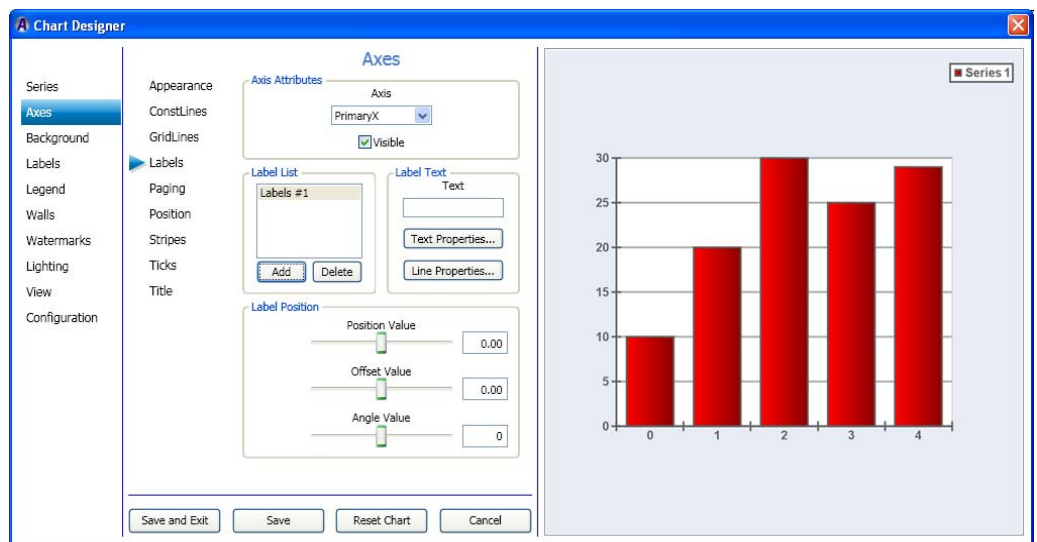 Chart Designer
Series
Axes
Background
Labels
Legend
Walls
Watermarks
Lighting
View
Configuration
Appearance
ConstLines
GridLines
Labels
Paging
Position
Stripes
Ticks
Title
Axes
Axis Attributes
Axis
PrimaryX
Visible
Label List
Labels #1
Add Delete
Label Text
Text
Text Properties...
Line Properties...
Label Position
Position Value
0.00
Offset Value
0.00
Angle Value
0
Save and Exit Save Reset Chart Cancel
Series 1
30
25
20
15
10
5
0
0 1 2 3 4